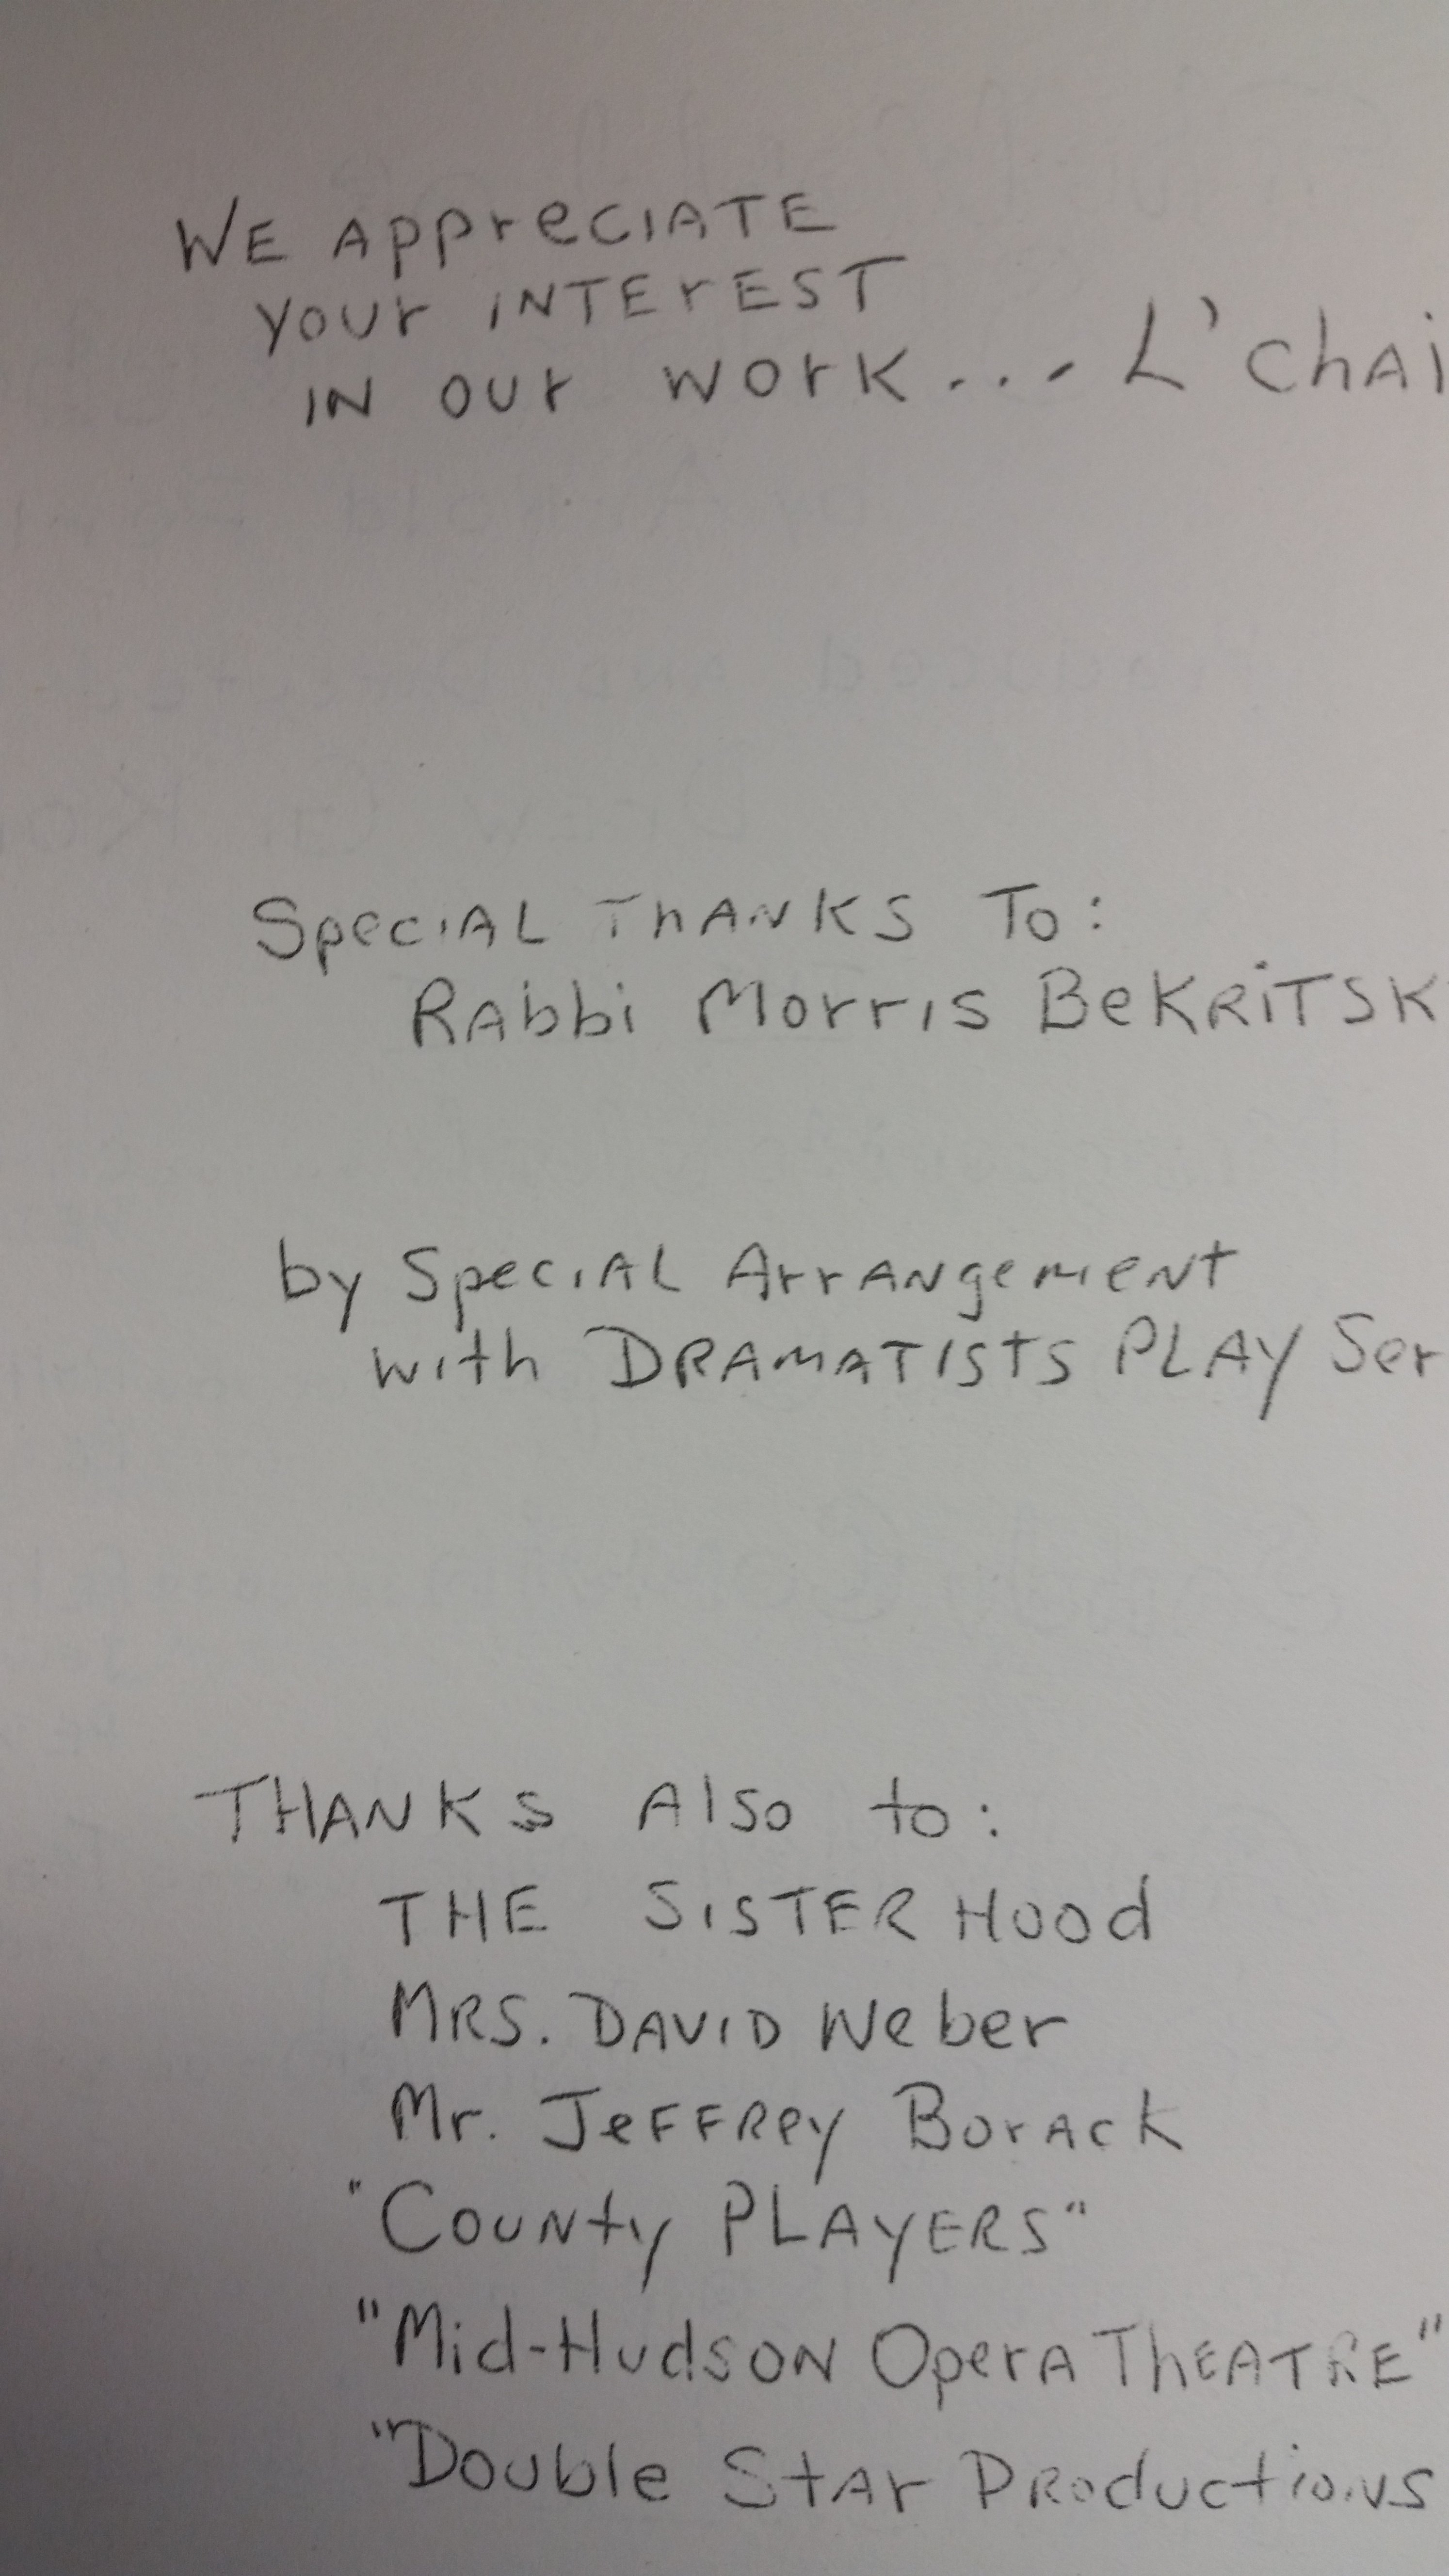 WE AppreCIATE
your INTErEST
IN our work.... L'chAi
SpeciAL ThANKS To:
RAbbi Morris BeKRiTSK
by SpeciAL ArrANgement
with DRAMATISTS PLAY Ser
THANKS Also to:
THE SISTER Hood
MRS. DAVID Weber
Mr. JeFFRey BorAck
"CouNty PLAYERS"
"Mid-HudsoN OperA ThEATRE"
"Double StAr PRoductioNS